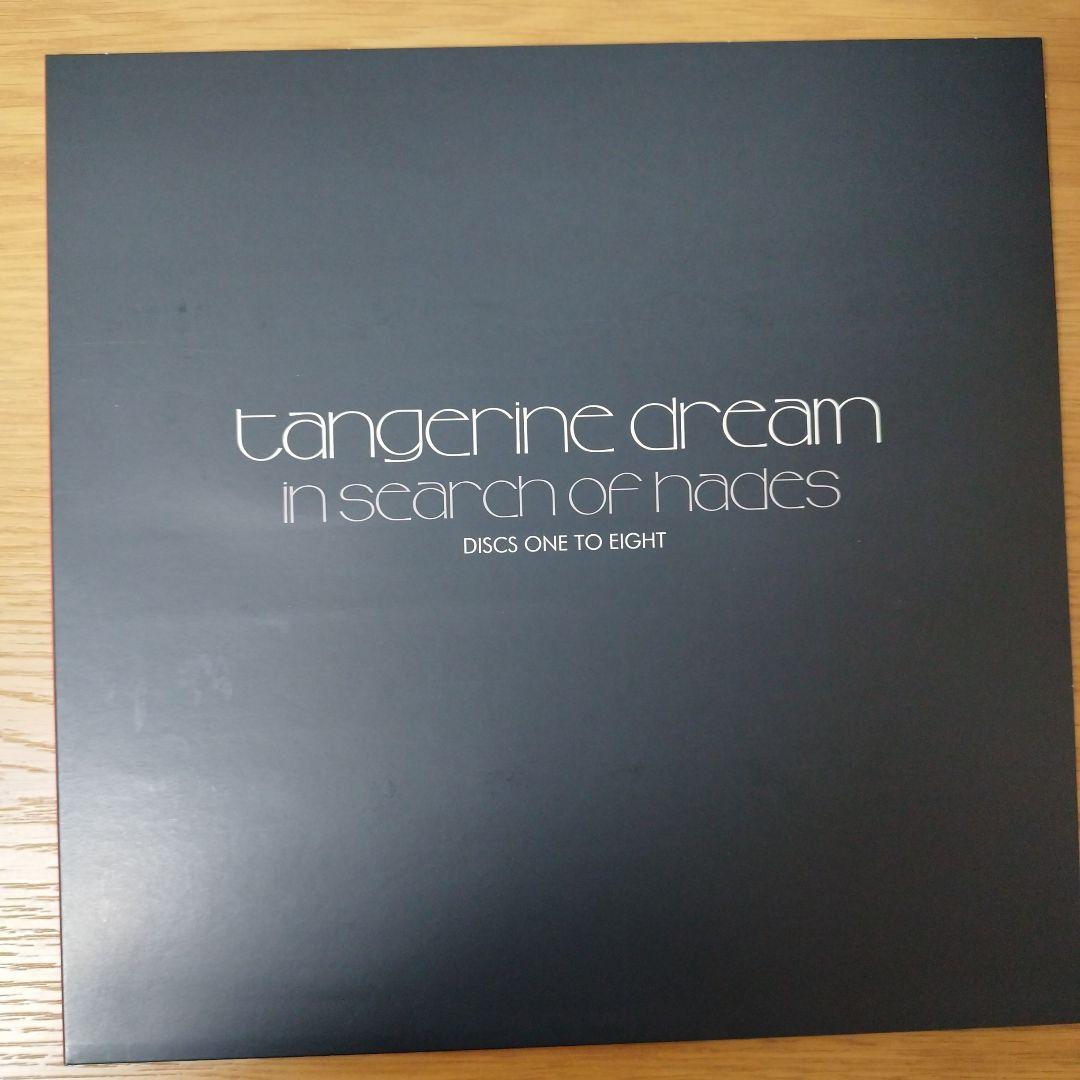 tangerine dream
in search of hades
DISCS ONE TO EIGHT